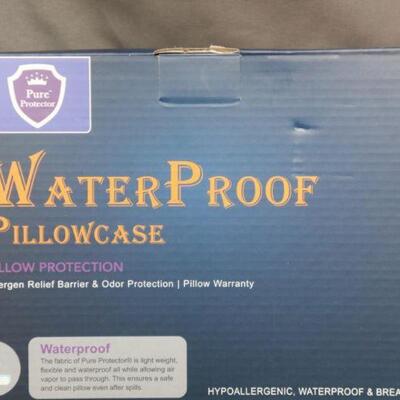 Pure™
Protector
WATERPROOF
PILLOWCASE
LLOW PROTECTION
ergen Relief Barrier & Odor Protection | Pillow Warranty
Waterproof
The fabric of Pure Protector® is light weight,
flexible and waterproof all while allowing air
vapor to pass through. This ensures a safe
and clean pillow even after spills.
HYPOALLERGENIC, WATERPROOF & BREA